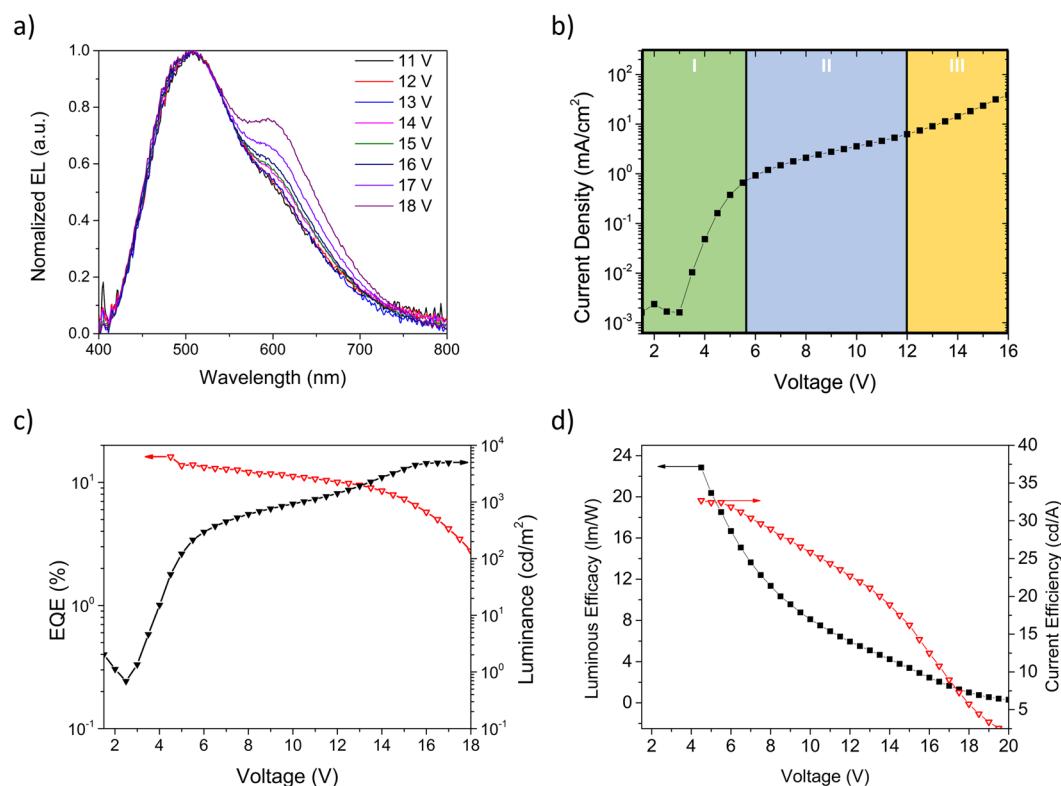 a)
Nonalized EL (a.u.)
1.0
0.8
0.6
0.4
0.2
0.0
400 500 600 700 800
Wavelength (nm)
11 V
12 V
13 V
14 V
15 V
16 V
17 V
18 V
b)
Current Density (mA/cm²)
10²
10¹
10⁰
10⁻¹
10⁻²
10⁻³
I II III
2 4 6 8 10 12 14 16
Voltage (V)
c)
EQE (%)
10¹
10⁰
10⁻¹
2 4 6 8 10 12 14 16 18
Voltage (V)
10⁴
10³
10²
10¹
10⁰
10⁻¹
Luminance (cd/m²)
d)
Luminous Efficacy (lm/W)
24
20
16
12
8
4
0
2 4 6 8 10 12 14 16 18 20
Voltage (V)
40
35
30
25
20
15
10
5
Current Efficiency (cd/A)